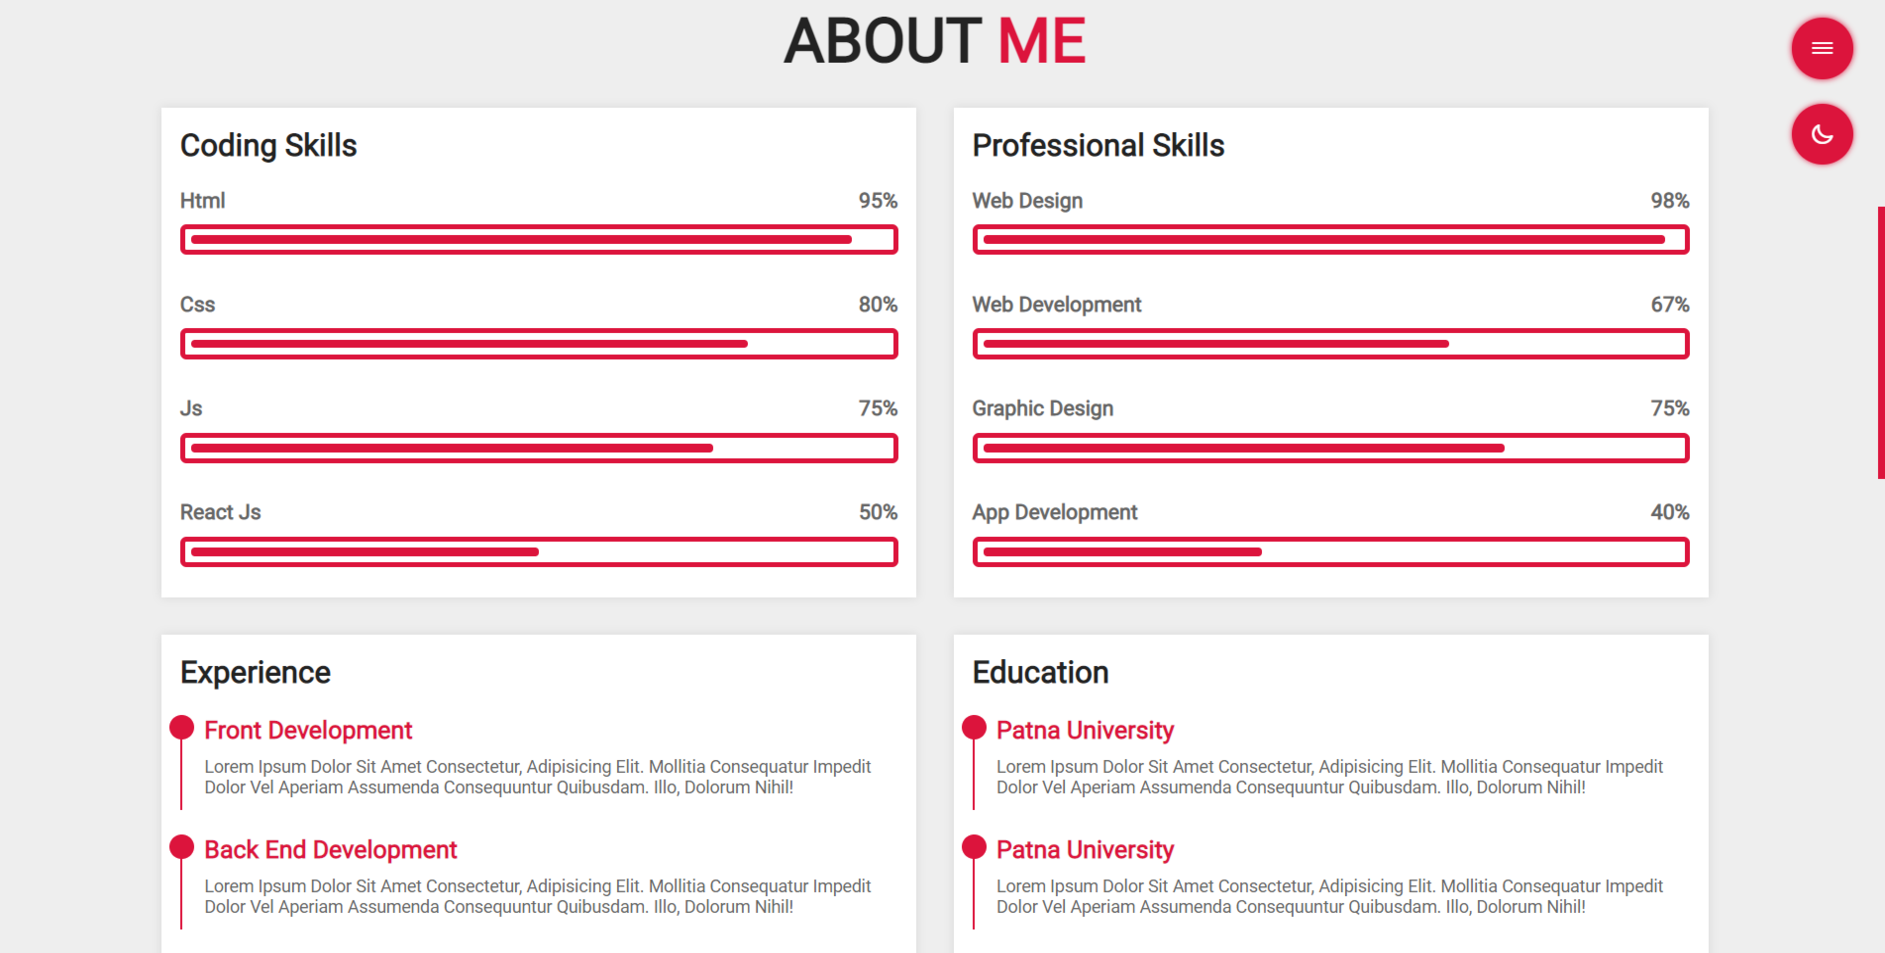 ABOUT ME
Coding Skills
Html 95%
Css 80%
Js 75%
React Js 50%
Professional Skills
Web Design 98%
Web Development 67%
Graphic Design 75%
App Development 40%
Experience
Front Development
Lorem Ipsum Dolor Sit Amet Consectetur, Adipisicing Elit. Mollitia Consequatur Impedit
Dolor Vel Aperiam Assumenda Consequuntur Quibusdam. Illo, Dolorum Nihil!
Back End Development
Lorem Ipsum Dolor Sit Amet Consectetur, Adipisicing Elit. Mollitia Consequatur Impedit
Dolor Vel Aperiam Assumenda Consequuntur Quibusdam. Illo, Dolorum Nihil!
Education
Patna University
Lorem Ipsum Dolor Sit Amet Consectetur, Adipisicing Elit. Mollitia Consequatur Impedit
Dolor Vel Aperiam Assumenda Consequuntur Quibusdam. Illo, Dolorum Nihil!
Patna University
Lorem Ipsum Dolor Sit Amet Consectetur, Adipisicing Elit. Mollitia Consequatur Impedit
Dolor Vel Aperiam Assumenda Consequuntur Quibusdam. Illo, Dolorum Nihil!